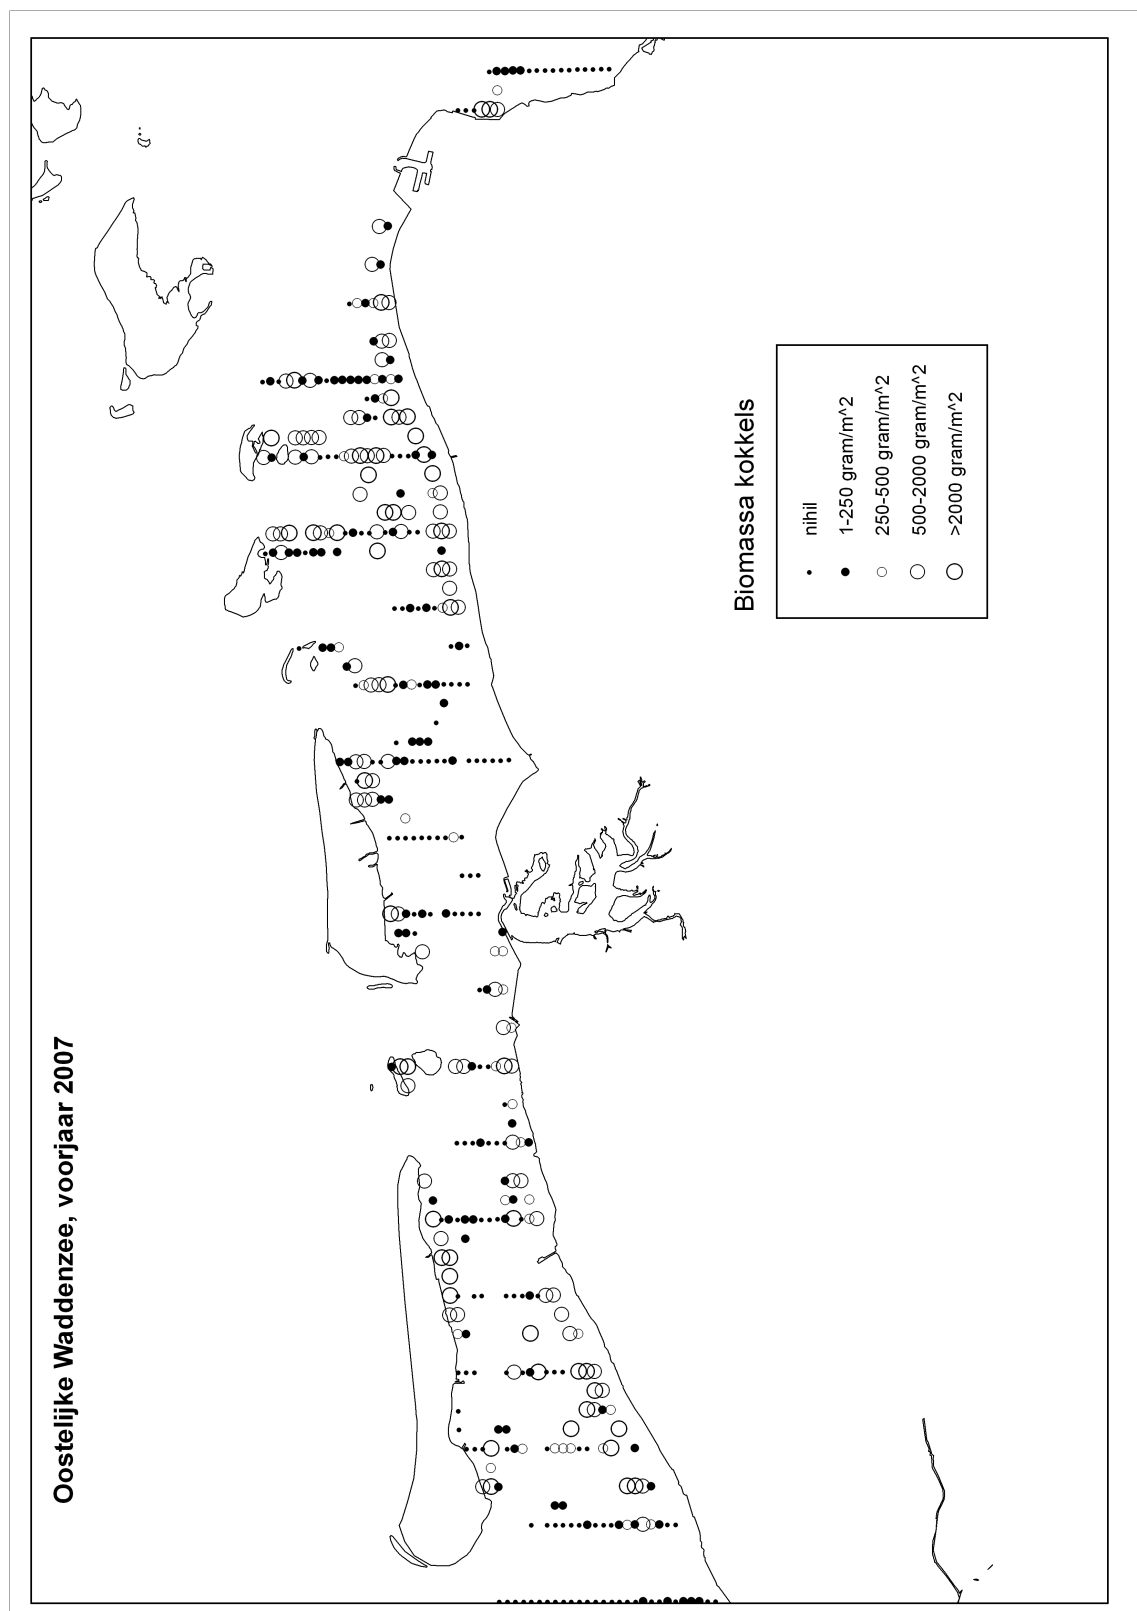 Oostelijke Waddenzee, voorjaar 2007
Biomassa kokkels
nihil
1-250 gram/m^2
250-500 gram/m^2
500-2000 gram/m^2
>2000 gram/m^2